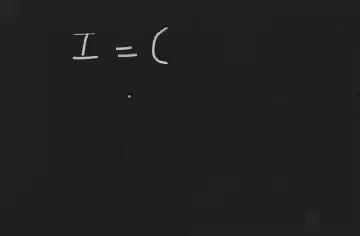 I = (